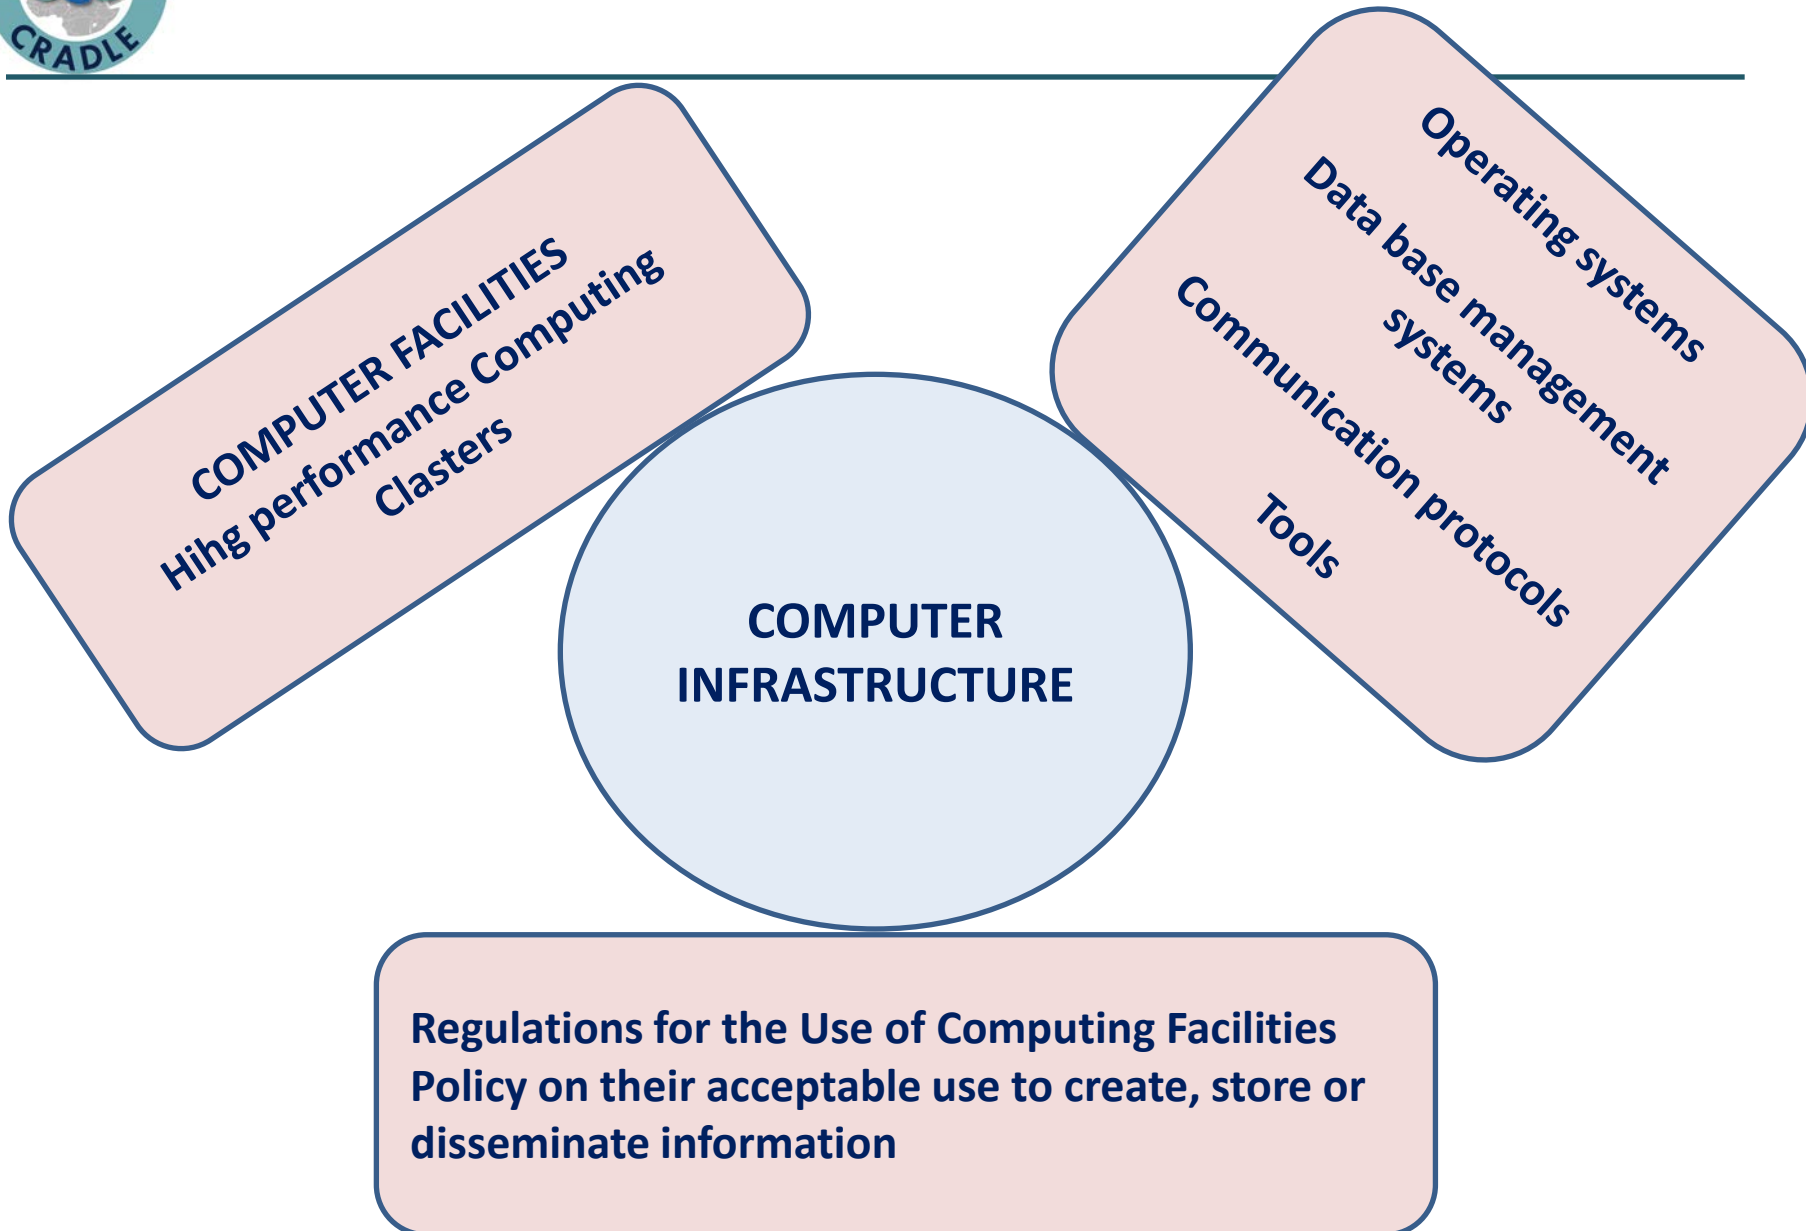 CRADLE
COMPUTER FACILITIES
Hihg performance Computing
Clasters
Operating systems
Data base management
systems
Communication protocols
Tools
COMPUTER
INFRASTRUCTURE
Regulations for the Use of Computing Facilities
Policy on their acceptable use to create, store or
disseminate information